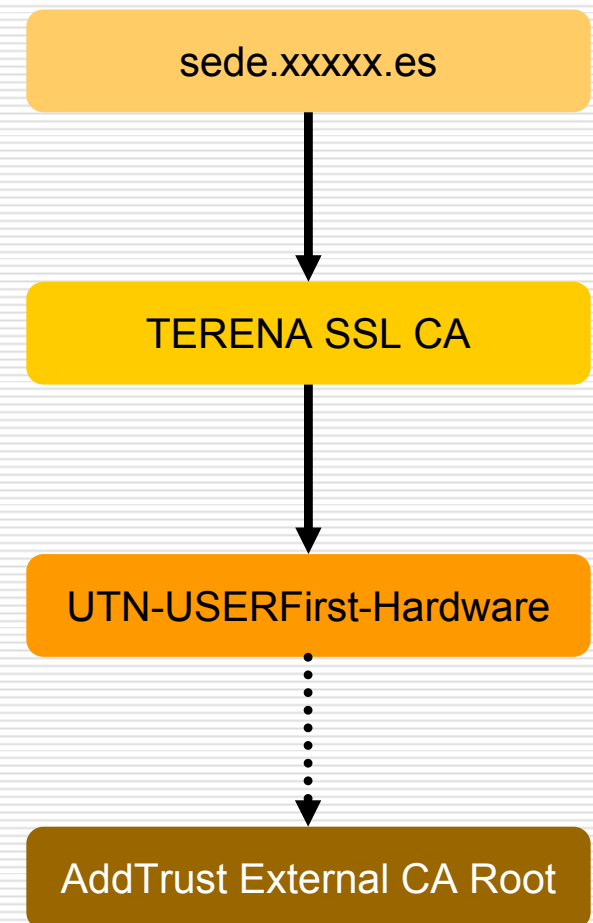 sede.xxxxx.es
TERENA SSL CA
UTN-USERFirst-Hardware
AddTrust External CA Root